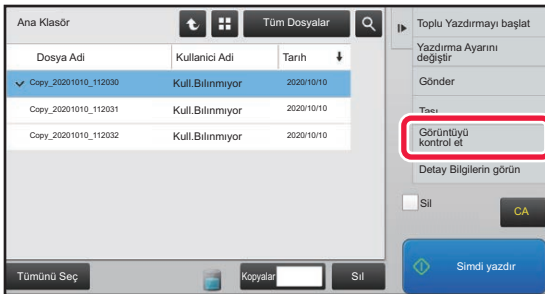 Ana Klasör
Tüm Dosyalar
Dosya Adi
Kullanici Adi
Tarıh
Copy_20201010_112030
Kull.Bılınmıyor
2020/10/10
Copy_20201010_112031
Kull.Bılınmıyor
2020/10/10
Copy_20201010_112032
Kull.Bılınmıyor
2020/10/10
Tümünü Seç
Kopyalar
Sıl
Toplu Yazdırmayı başlat
Yazdırma Ayarını
değiştir
Gönder
Taşı
Görüntüyü
kontrol et
Detay Bilgilerin görün
Sil
CA
Simdi yazdır